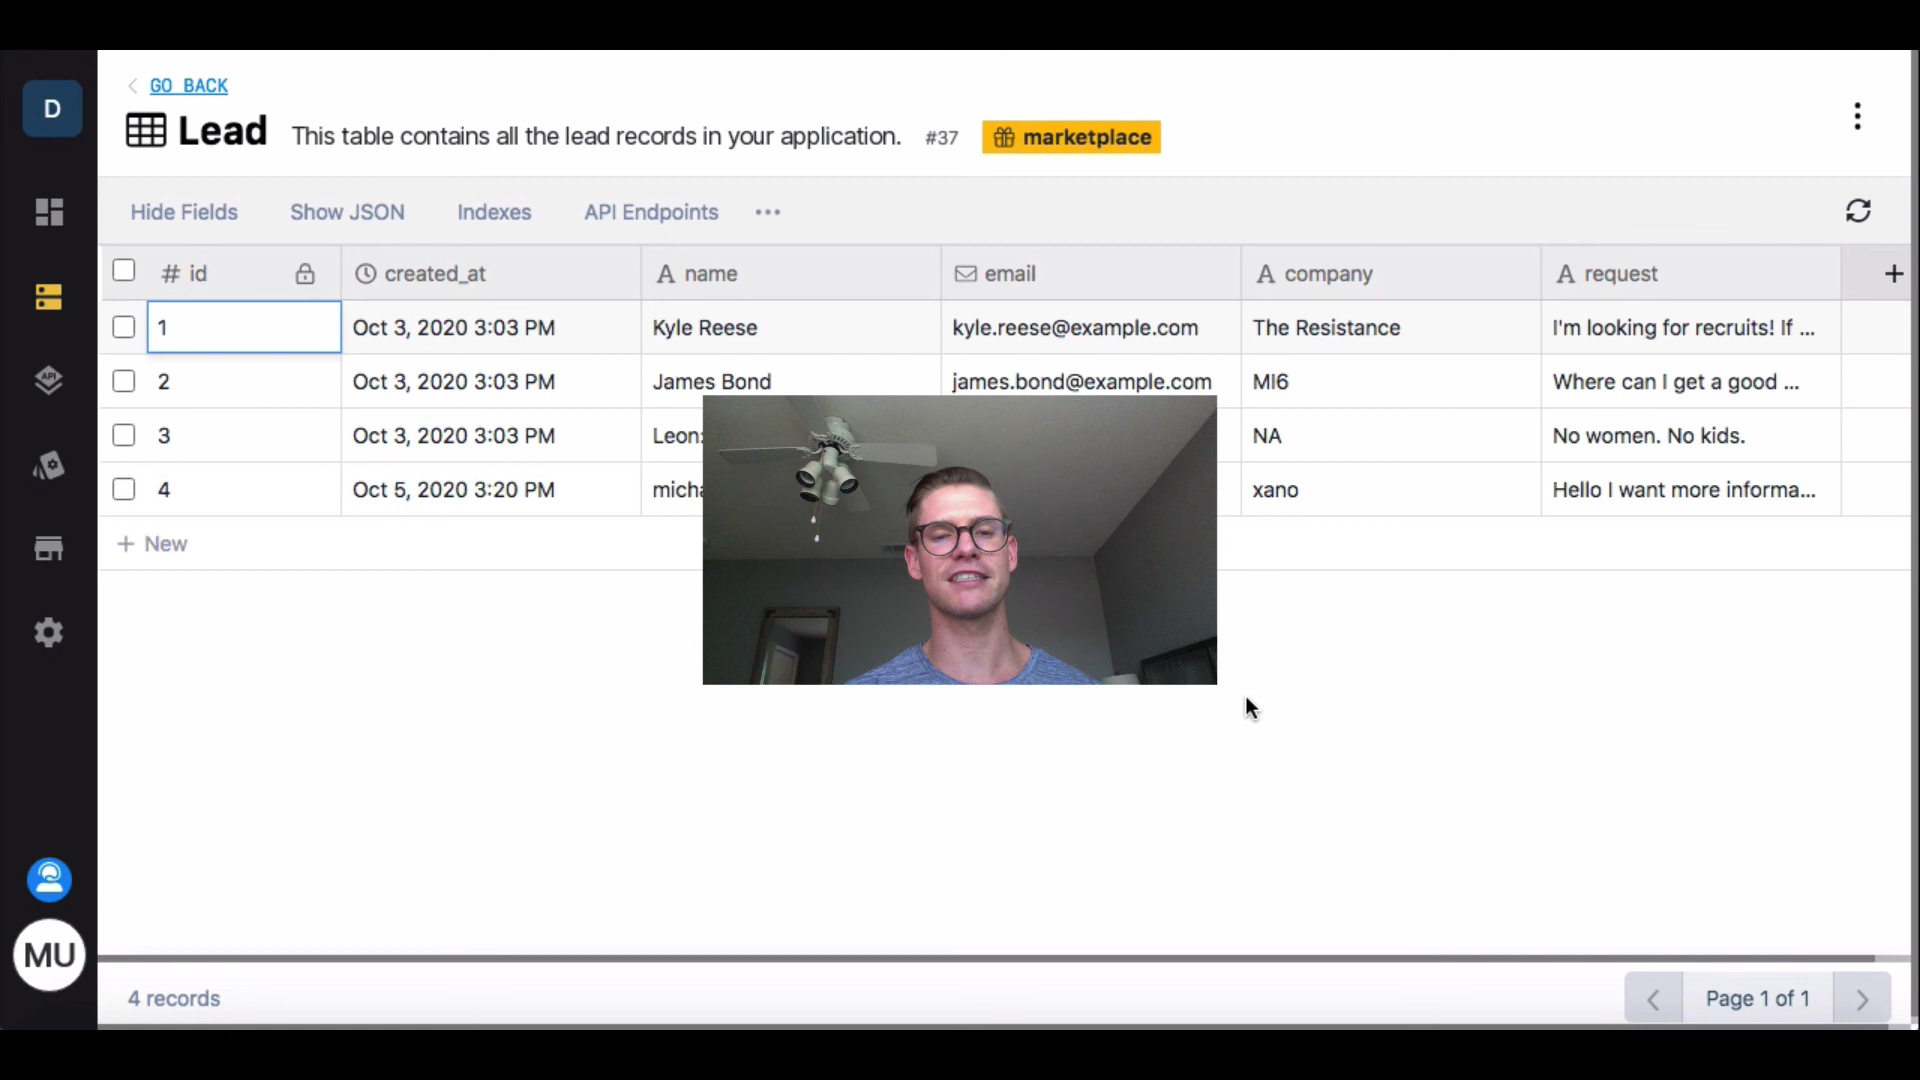 D
GO BACK
Lead This table contains all the lead records in your application. #37 marketplace
Hide Fields Show JSON Indexes API Endpoints
# id created_at A name email A company A request +
1 Oct 3, 2020 3:03 PM Kyle Reese kyle.reese@example.com The Resistance I'm looking for recruits! If ...
2 Oct 3, 2020 3:03 PM James Bond james.bond@example.com MI6 Where can I get a good ...
3 Oct 3, 2020 3:03 PM Leon NA No women. No kids.
4 Oct 5, 2020 3:20 PM micha xano Hello I want more informa...
+ New
API
MU
4 records Page 1 of 1